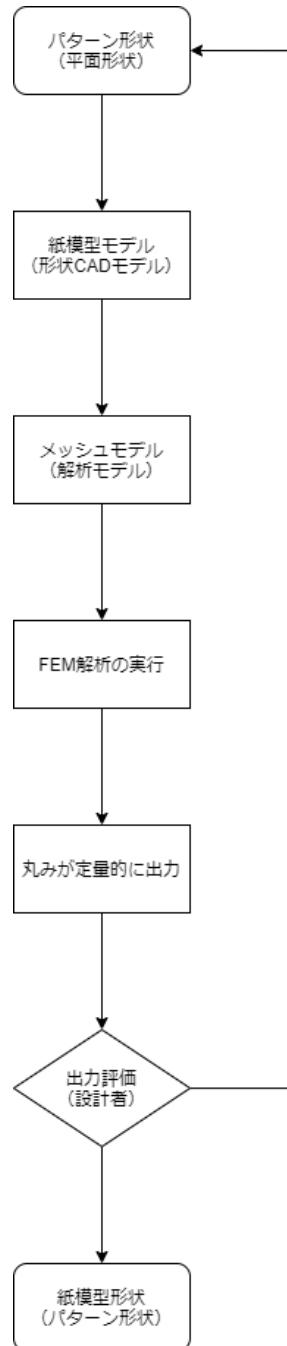 パターン形状
（平面形状）
紙模型モデル
（形状CADモデル）
メッシュモデル
（解析モデル）
FEM解析の実行
丸みが定量的に出力
出力評価
（設計者）
紙模型形状
（パターン形状）